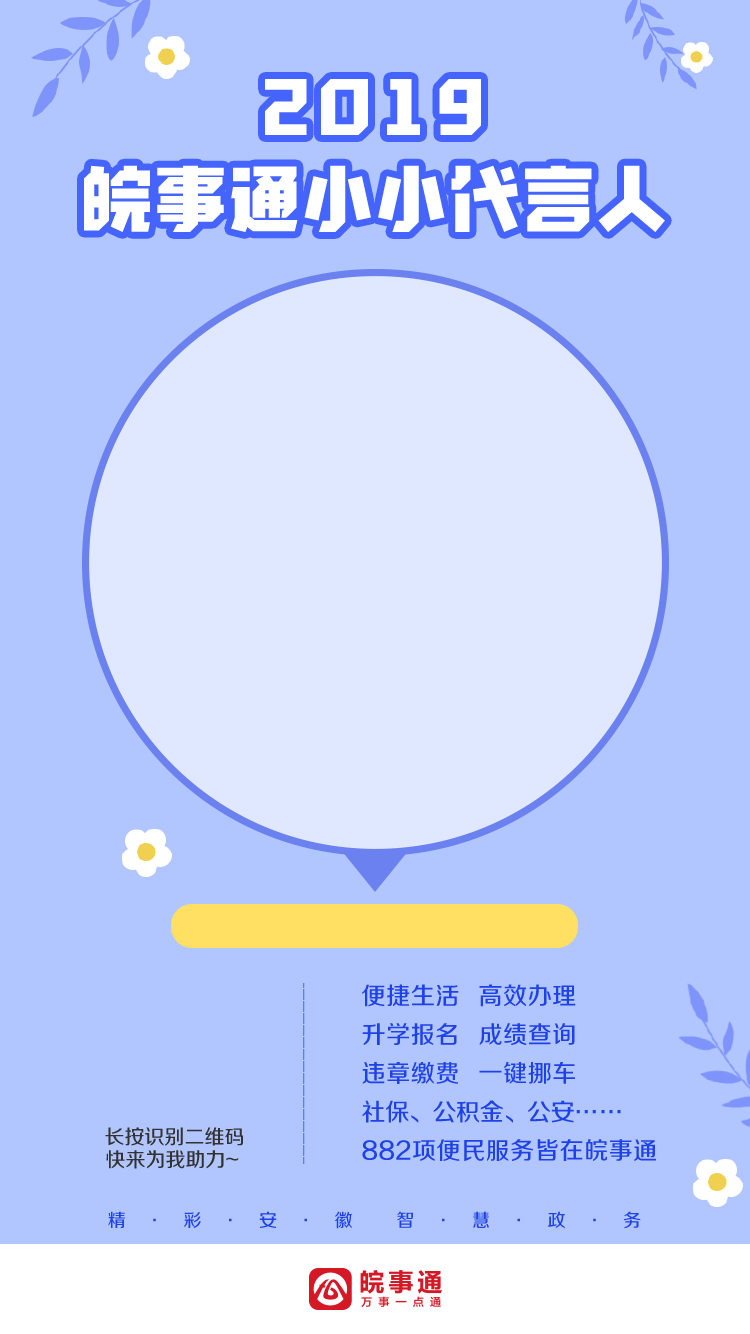 2019
皖事通小小代言人
便捷生活 高效办理
升学报名 成绩查询
违章缴费 一键挪车
社保、公积金、公安……
882项便民服务皆在皖事通
长按识别二维码
快来为我助力~
精·彩·安·徽 智·慧·政·务
皖事通
万事一点通